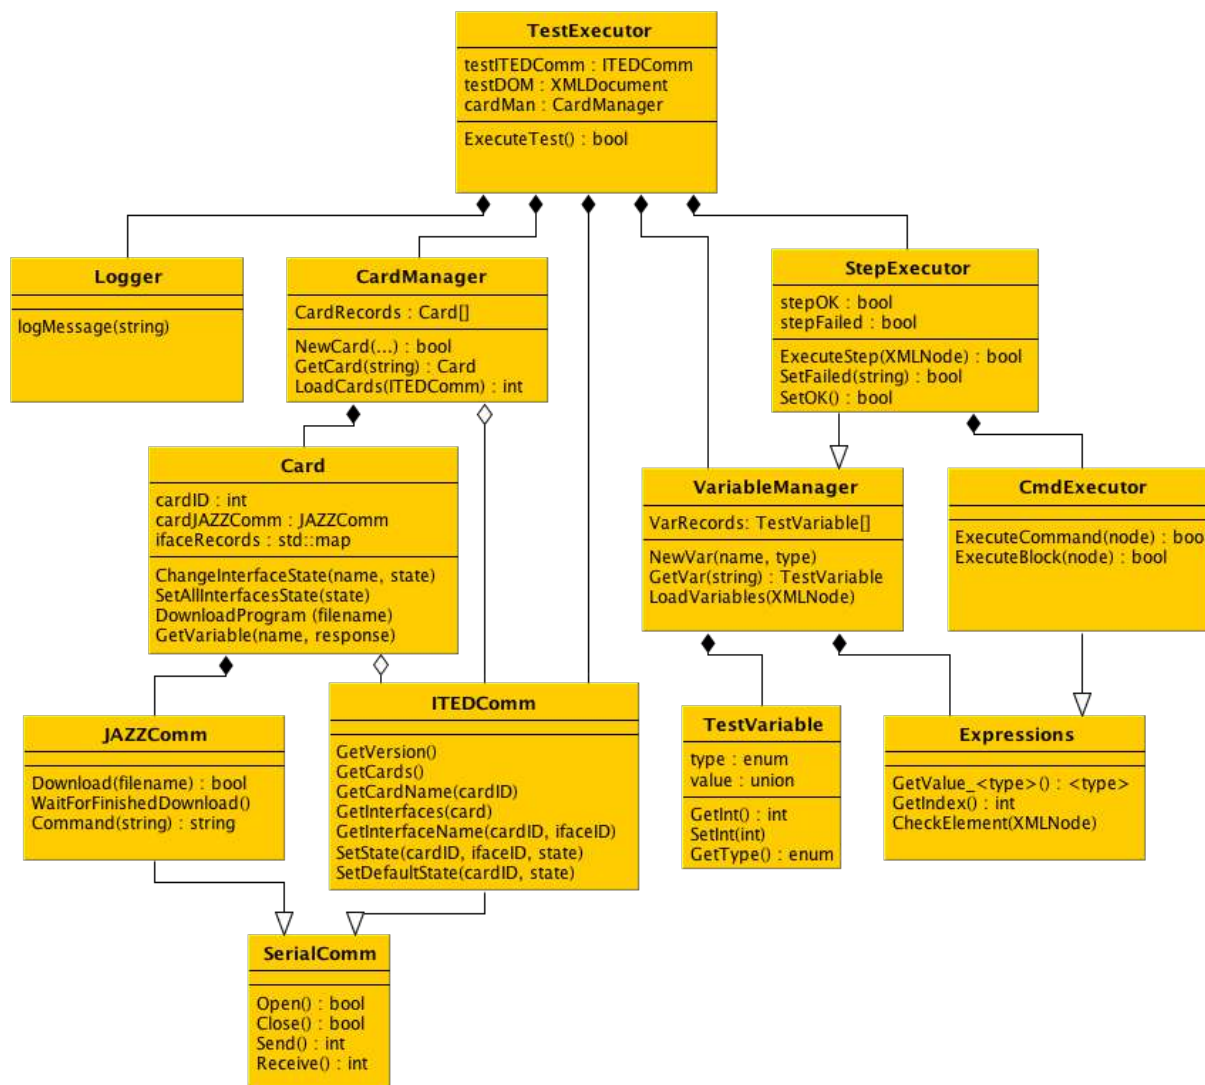 TestExecutor
testITEDComm : ITEDComm
testDOM : XMLDocument
cardMan : CardManager
ExecuteTest() : bool
Logger
logMessage(string)
CardManager
CardRecords : Card[]
NewCard(...) : bool
GetCard(string) : Card
LoadCards(ITEDComm) : int
StepExecutor
stepOK : bool
stepFailed : bool
ExecuteStep(XMLNode) : bool
SetFailed(string) : bool
SetOK() : bool
Card
cardID : int
cardJAZZComm : JAZZComm
ifaceRecords : std::map
ChangeInterfaceState(name, state)
SetAllInterfacesState(state)
DownloadProgram (filename)
GetVariable(name, response)
VariableManager
VarRecords: TestVariable[]
NewVar(name, type)
GetVar(string) : TestVariable
LoadVariables(XMLNode)
CmdExecutor
ExecuteCommand(node) : bool
ExecuteBlock(node) : bool
JAZZComm
Download(filename) : bool
WaitForFinishedDownload()
Command(string) : string
ITEDComm
GetVersion()
GetCards()
GetCardName(cardID)
GetInterfaces(card)
GetInterfaceName(cardID, ifaceID)
SetState(cardID, ifaceID, state)
SetDefaultState(cardID, state)
TestVariable
type : enum
value : union
GetInt() : int
SetInt(int)
GetType() : enum
Expressions
GetValue_<type>() : <type>
GetIndex() : int
CheckElement(XMLNode)
SerialComm
Open() : bool
Close() : bool
Send() : int
Receive() : int